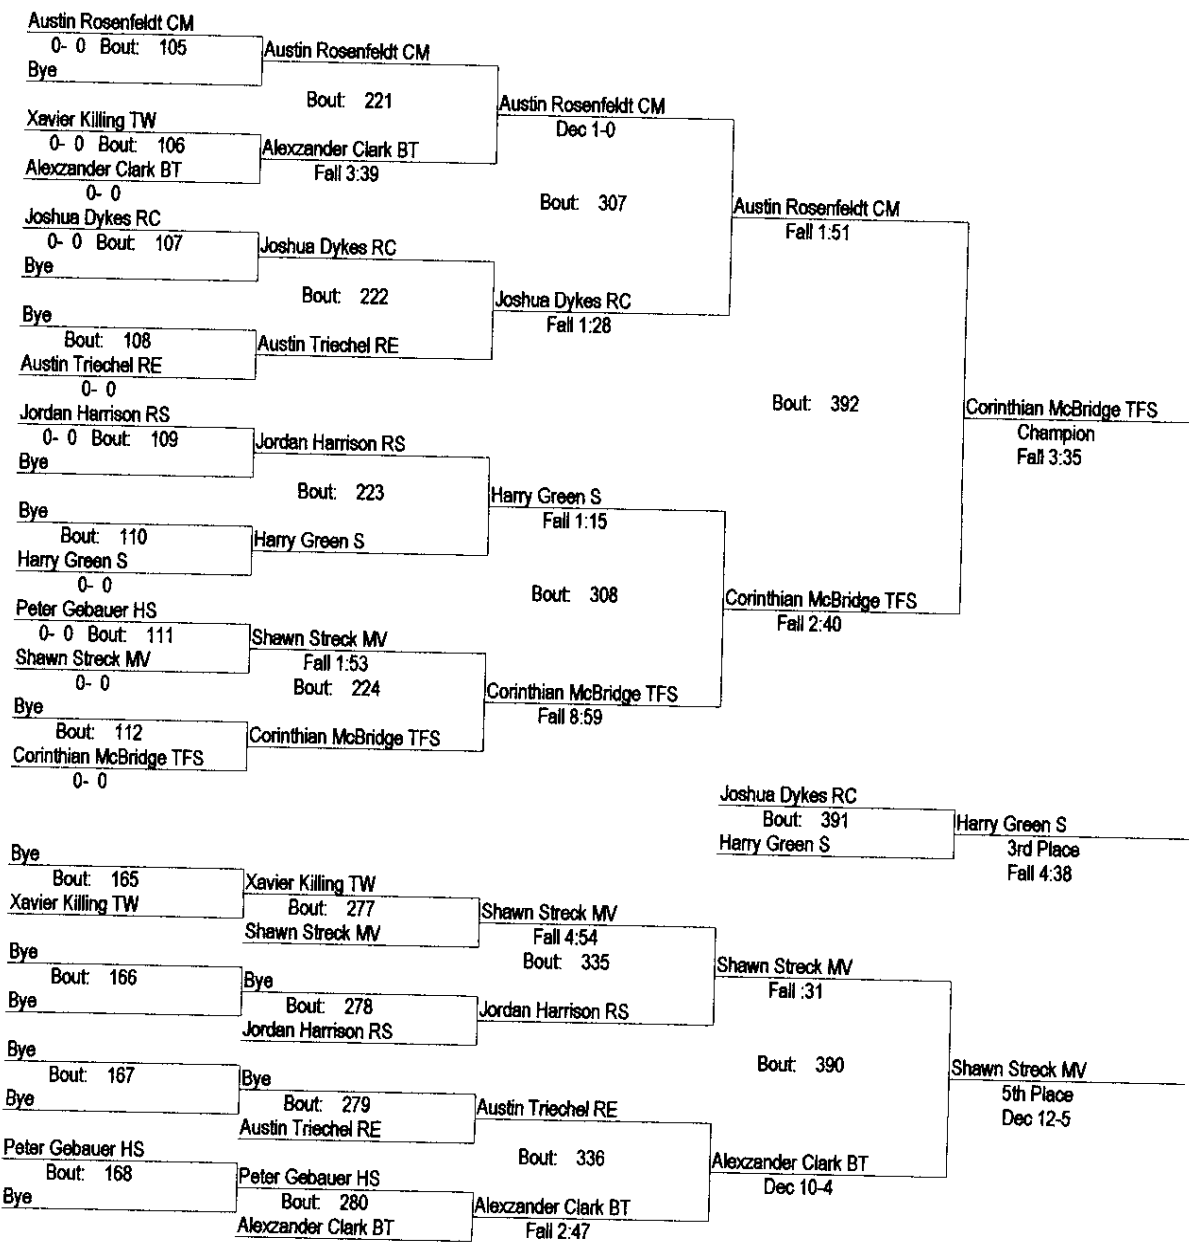 Austin Rosenfeldt CM
0- 0 Bout: 105
Bye
Austin Rosenfeldt CM
Bout: 221
Xavier Killing TW
0- 0 Bout: 106
Alexzander Clark BT
0- 0
Alexzander Clark BT
Fall 3:39
Austin Rosenfeldt CM
Dec 1-0
Bout: 307
Joshua Dykes RC
0- 0 Bout: 107
Bye
Joshua Dykes RC
Bout: 222
Bye
Bout: 108
Austin Triechel RE
0- 0
Austin Triechel RE
Joshua Dykes RC
Fall 1:28
Austin Rosenfeldt CM
Fall 1:51
Bout: 392
Jordan Harrison RS
0- 0 Bout: 109
Bye
Jordan Harrison RS
Bout: 223
Bye
Bout: 110
Harry Green S
0- 0
Harry Green S
Harry Green S
Fall 1:15
Bout: 308
Peter Gebauer HS
0- 0 Bout: 111
Shawn Streck MV
0- 0
Shawn Streck MV
Fall 1:53
Bout: 224
Bye
Bout: 112
Corinthian McBridge TFS
0- 0
Corinthian McBridge TFS
Corinthian McBridge TFS
Fall 8:59
Corinthian McBridge TFS
Fall 2:40
Corinthian McBridge TFS
Champion
Fall 3:35
Joshua Dykes RC
Bout: 391
Harry Green S
Harry Green S
3rd Place
Fall 4:38
Bye
Bout: 165
Xavier Killing TW
Xavier Killing TW
Bout: 277
Shawn Streck MV
Shawn Streck MV
Fall 4:54
Bout: 335
Bye
Bout: 166
Bye
Bye
Bout: 278
Jordan Harrison RS
Jordan Harrison RS
Shawn Streck MV
Fall :31
Bout: 390
Bye
Bout: 167
Bye
Bye
Bout: 279
Austin Triechel RE
Austin Triechel RE
Bout: 336
Peter Gebauer HS
Bout: 168
Bye
Peter Gebauer HS
Bout: 280
Alexzander Clark BT
Alexzander Clark BT
Fall 2:47
Alexzander Clark BT
Dec 10-4
Shawn Streck MV
5th Place
Dec 12-5